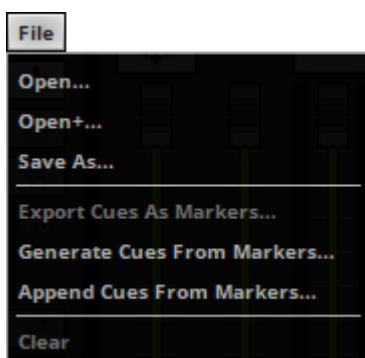 File
Open...
Open+...
Save As...
Export Cues As Markers...
Generate Cues From Markers...
Append Cues From Markers...
Clear